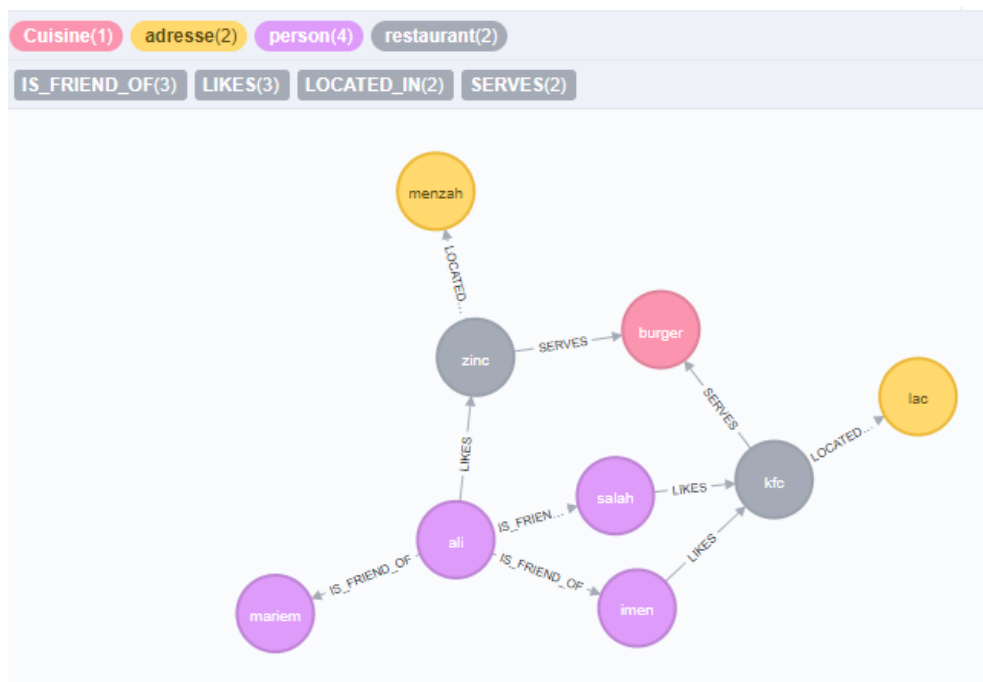 Cuisine(1) adresse(2) person(4) restaurant(2)
IS_FRIEND_OF(3) LIKES(3) LOCATED_IN(2) SERVES(2)
menzah
LOCATED...
zinc
SERVES
burger
lac
SERVES
LOCATED...
LIKES
kfc
salah
LIKES
IS_FRIEN...
ali
LIKES
IS_FRIEND_OF
IS_FRIEND_OF
mariem
imen